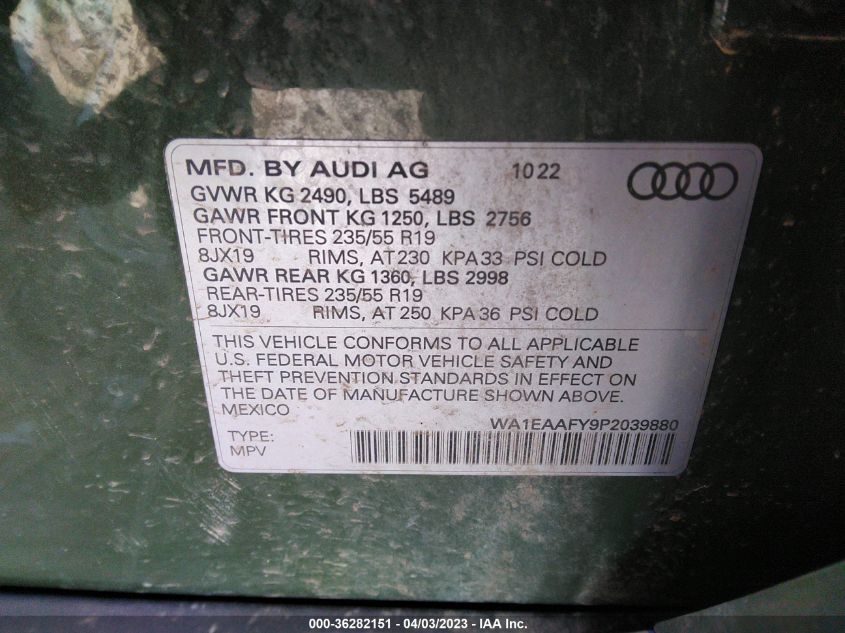 MFD. BY AUDI AG 10 22
GVWR KG 2490, LBS 5489
GAWR FRONT KG 1250, LBS 2756
FRONT-TIRES 235/55 R19
8JX19 RIMS, AT 230 KPA 33 PSI COLD
GAWR REAR KG 1360, LBS 2998
REAR-TIRES 235/55 R19
8JX19 RIMS, AT 250 KPA 36 PSI COLD
THIS VEHICLE CONFORMS TO ALL APPLICABLE
U.S. FEDERAL MOTOR VEHICLE SAFETY AND
THEFT PREVENTION STANDARDS IN EFFECT ON
THE DATE OF MANUFACTURE SHOWN ABOVE.
MEXICO
WA1EAAFY9P2039880
TYPE:
MPV
000-36282151 - 04/03/2023 - IAA Inc.